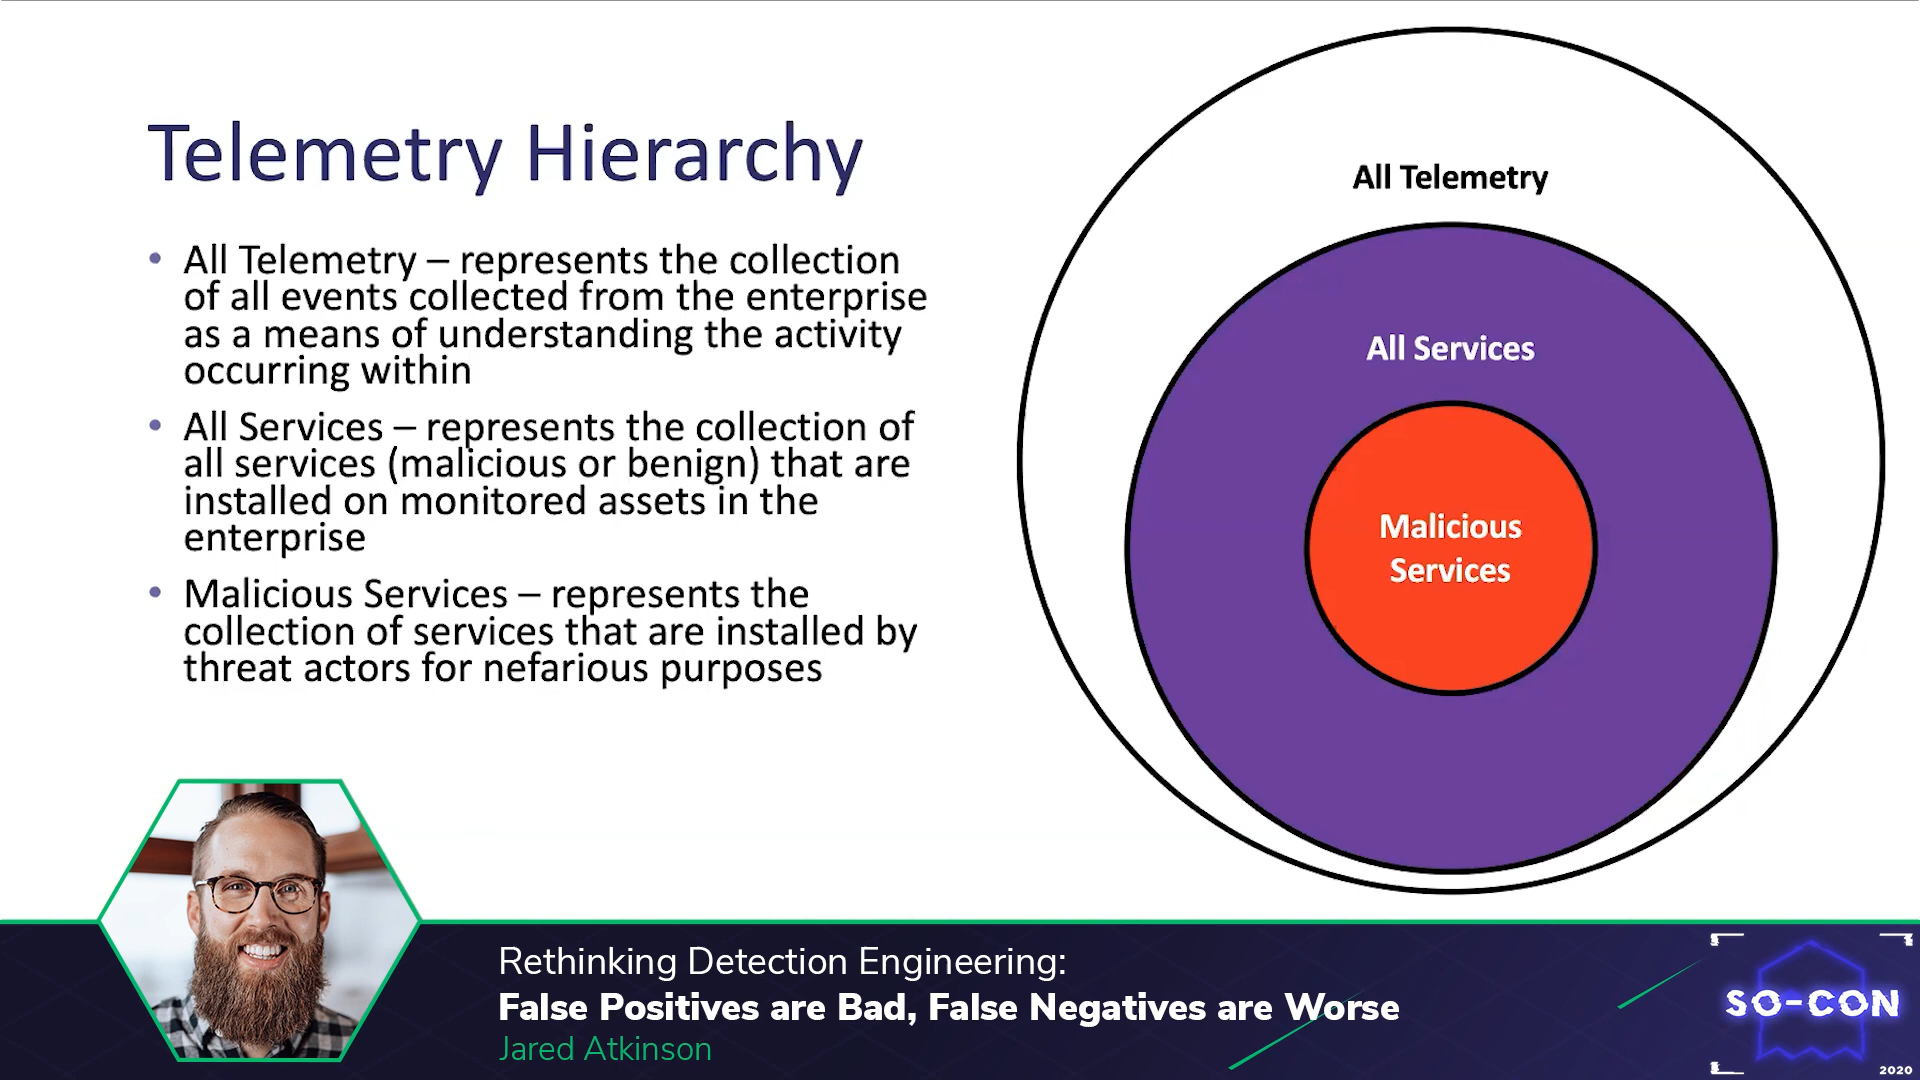 Telemetry Hierarchy
• All Telemetry – represents the collection
of all events collected from the enterprise
as a means of understanding the activity
occurring within
• All Services – represents the collection of
all services (malicious or benign) that are
installed on monitored assets in the
enterprise
• Malicious Services – represents the
collection of services that are installed by
threat actors for nefarious purposes
All Telemetry
All Services
Malicious
Services
Rethinking Detection Engineering:
False Positives are Bad, False Negatives are Worse
Jared Atkinson
SO-CON
2020